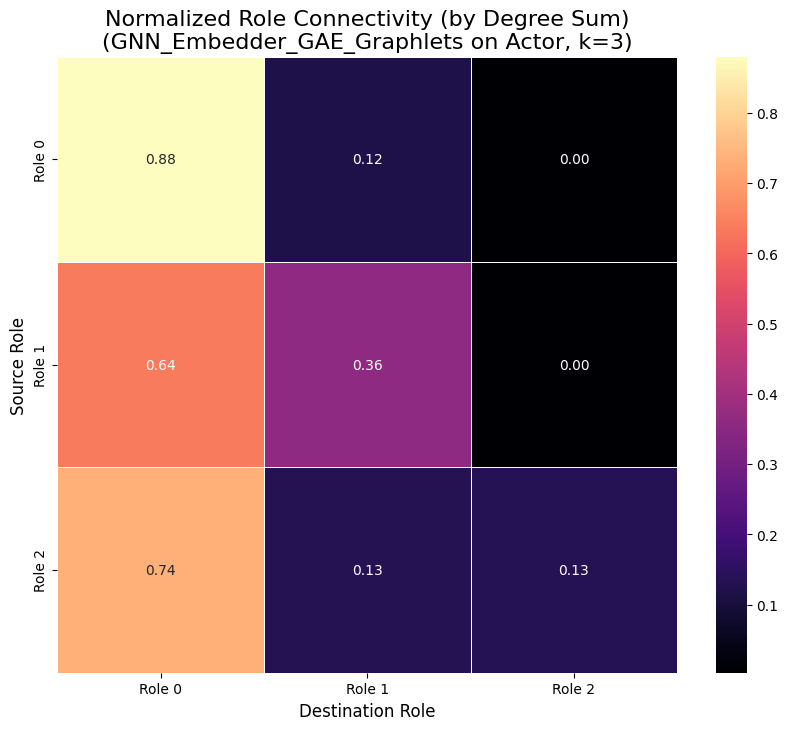 Normalized Role Connectivity (by Degree Sum)
(GNN_Embedder_GAE_Graphlets on Actor, k=3)
Source Role
Role 0
0.88
0.12
0.00
Role 1
0.64
0.36
0.00
Role 2
0.74
0.13
0.13
Role 0
Role 1
Role 2
Destination Role
0.8
0.7
0.6
0.5
0.4
0.3
0.2
0.1